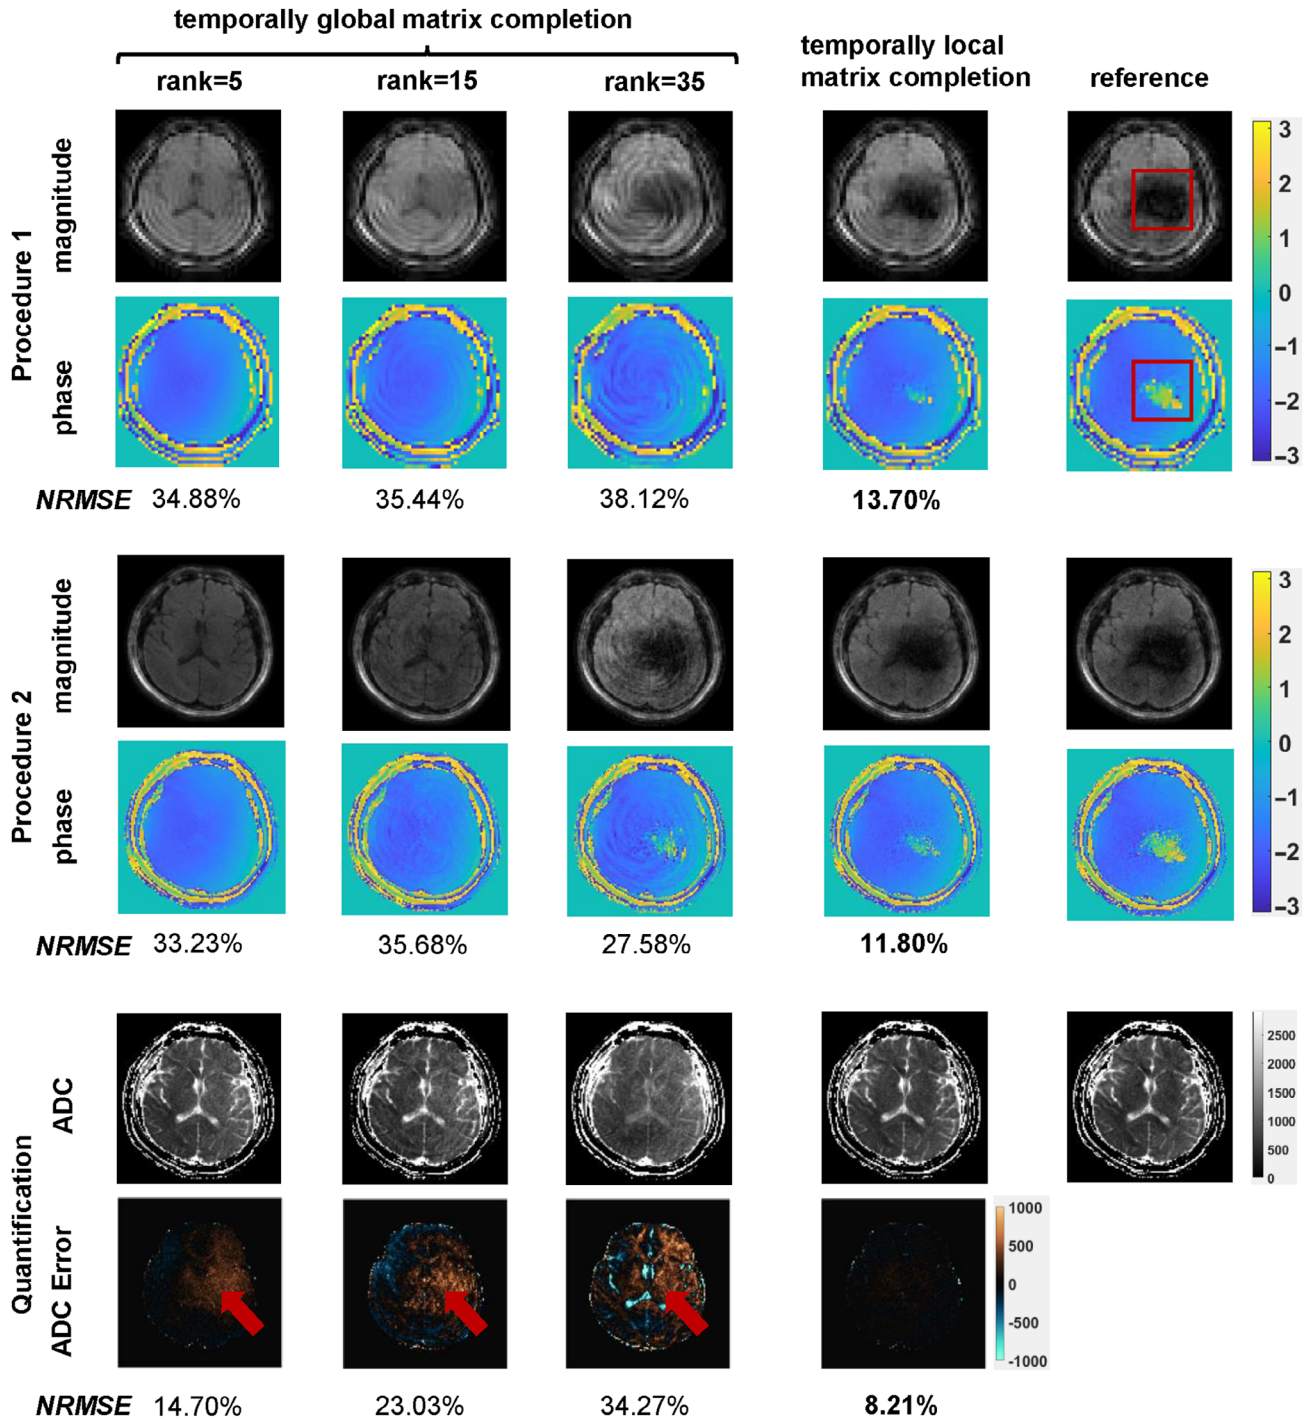 temporally global matrix completion
temporally local
matrix completion
rank=5 rank=15 rank=35 reference
Procedure 1
magnitude
phase
3
2
1
0
−1
−2
−3
NRMSE 34.88% 35.44% 38.12% 13.70%
Procedure 2
magnitude
phase
3
2
1
0
−1
−2
−3
NRMSE 33.23% 35.68% 27.58% 11.80%
Quantification
ADC
2500
2000
1500
1000
500
0
ADC Error
1000
500
0
-500
-1000
NRMSE 14.70% 23.03% 34.27% 8.21%